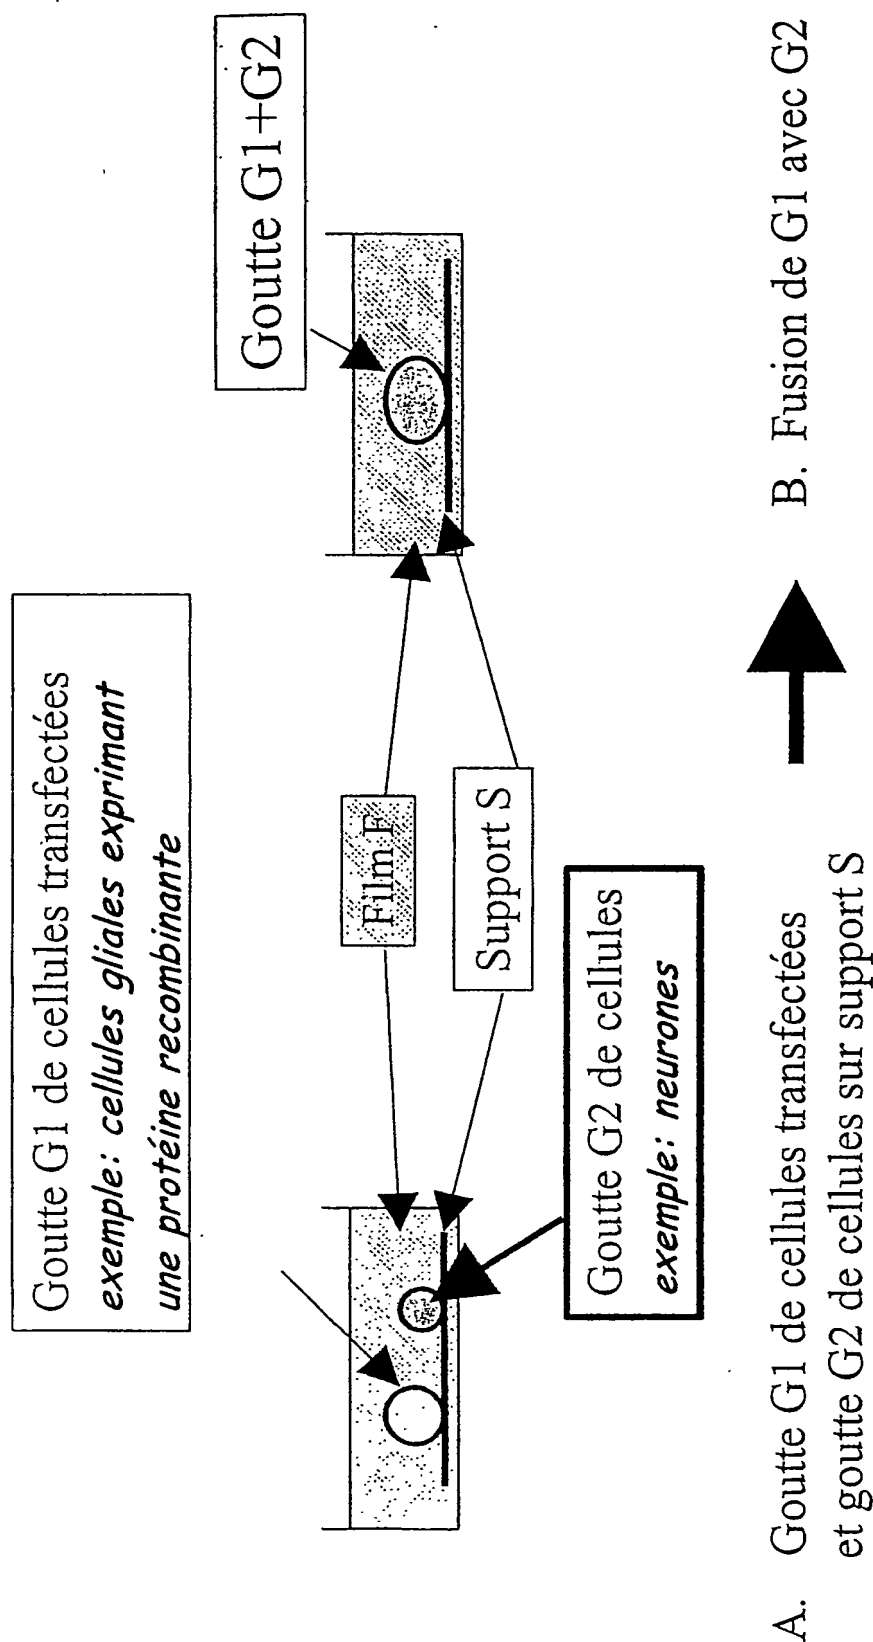 Goutte G1 de cellules transfectées
exemple: cellules gliales exprimant
une protéine recombinante
Goutte G1+G2
Film F
Support S
Goutte G2 de cellules
exemple: neurones
A. Goutte G1 de cellules transfectées
et goutte G2 de cellules sur support S
B. Fusion de G1 avec G2